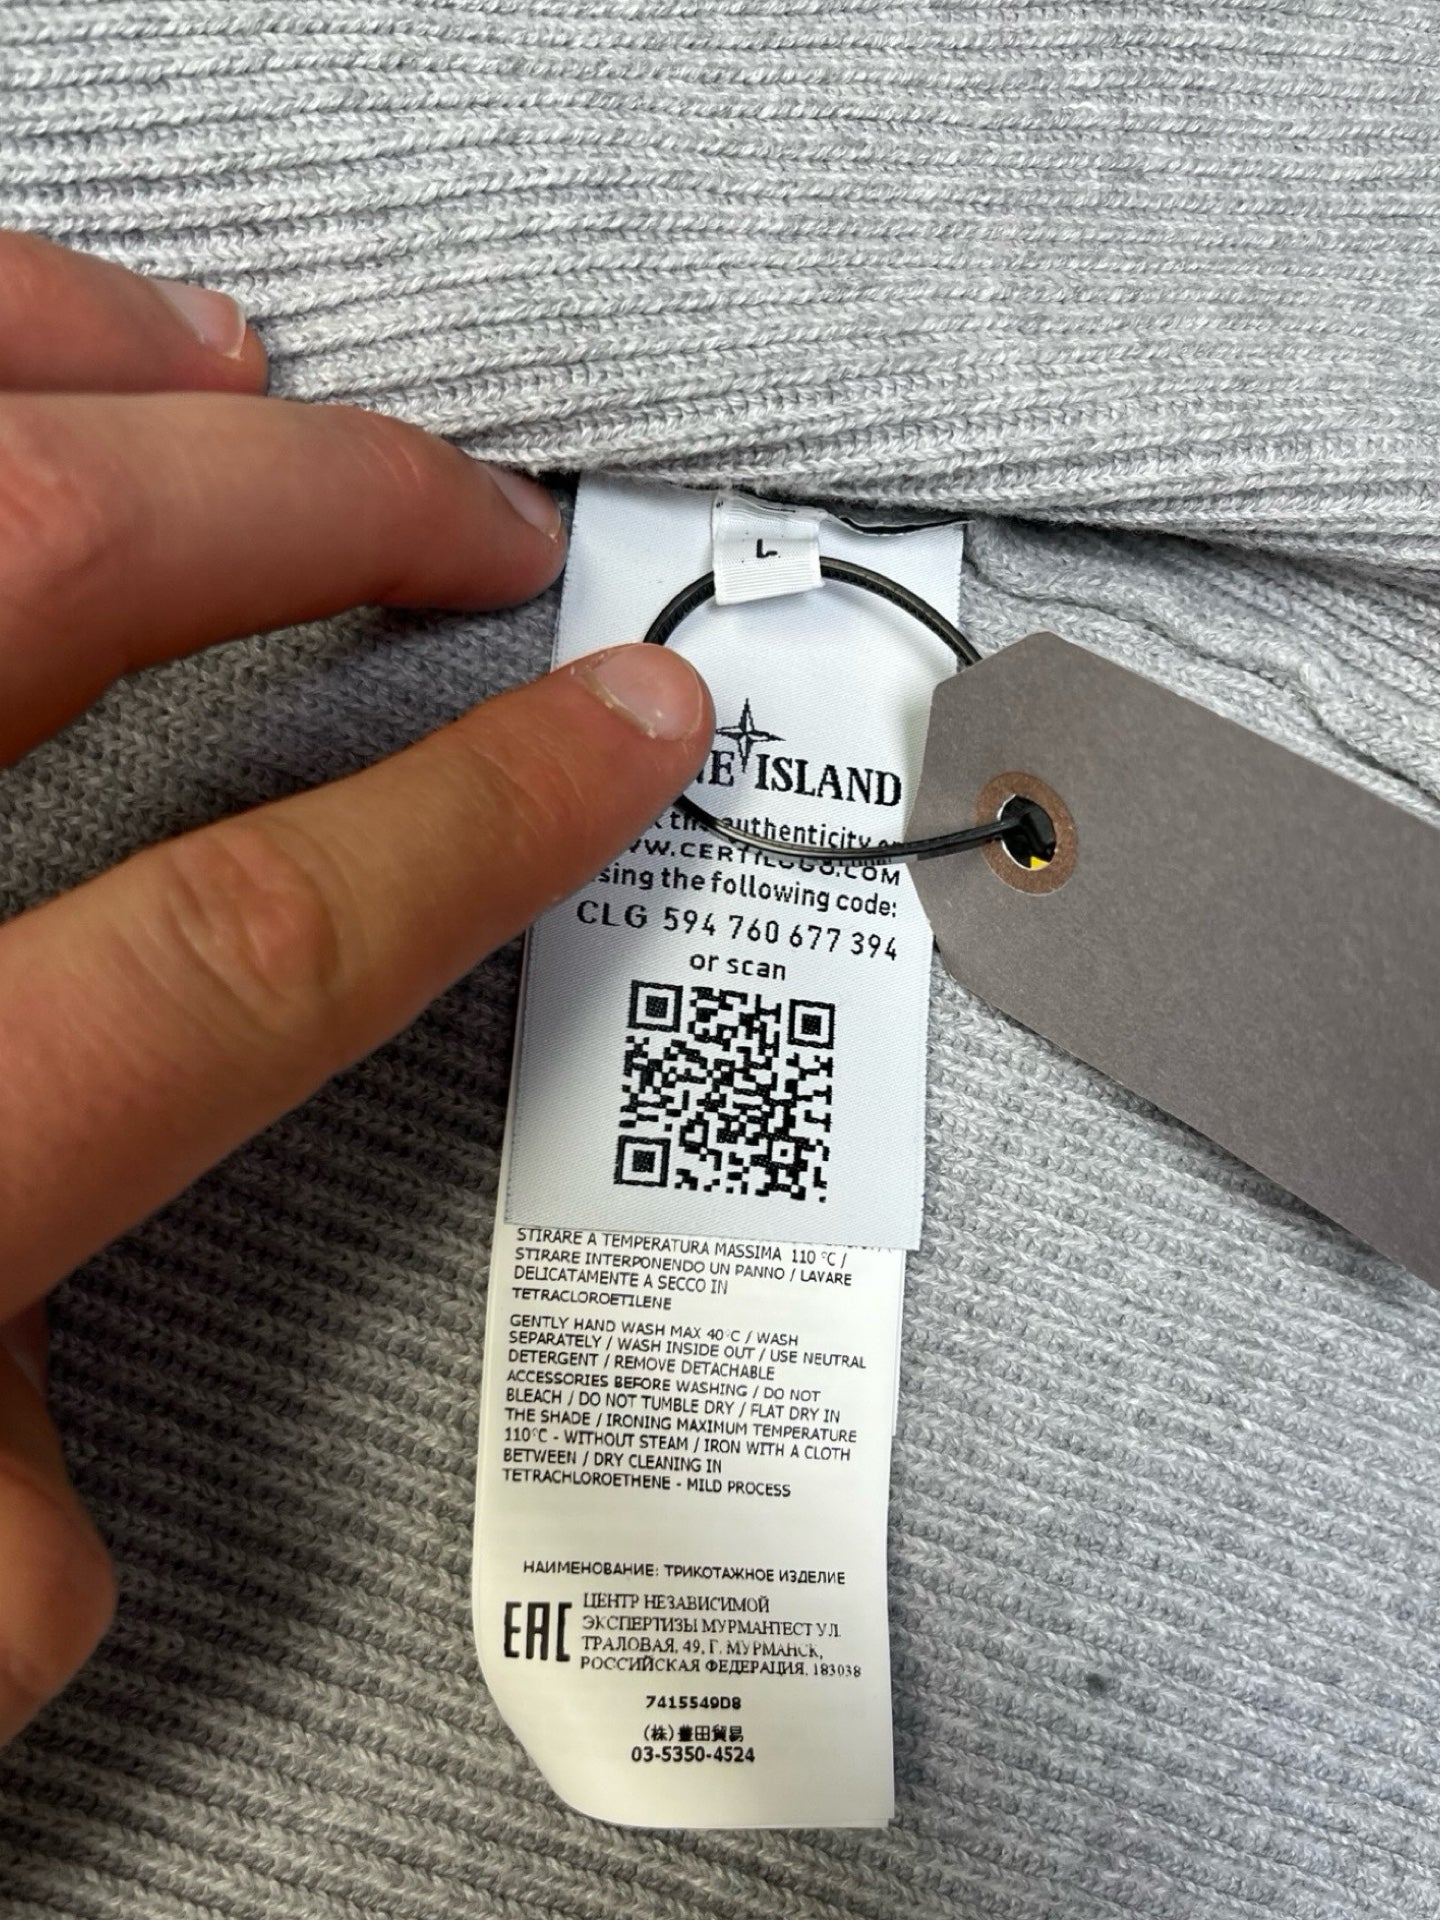 L
ISLAND
authenticity
WWW.CERTILOGO.COM
using the following code:
CLG 594 760 677 394
or scan
STIRARE A TEMPERATURA MASSIMA 110 °C /
STIRARE INTERPONENDO UN PANNO / LAVARE
DELICATAMENTE A SECCO IN
TETRACLOROETILENE
GENTLY HAND WASH MAX 40°C / WASH
SEPARATELY / WASH INSIDE OUT / USE NEUTRAL
DETERGENT / REMOVE DETACHABLE
ACCESSORIES BEFORE WASHING / DO NOT
BLEACH / DO NOT TUMBLE DRY / FLAT DRY IN
THE SHADE / IRONING MAXIMUM TEMPERATURE
110°C - WITHOUT STEAM / IRON WITH A CLOTH
BETWEEN / DRY CLEANING IN
TETRACHLOROETHENE - MILD PROCESS
НАИМЕНОВАНИЕ: ТРИКОТАЖНОЕ ИЗДЕЛИЕ
EAC
ЦЕНТР НЕЗАВИСИМОЙ
ЭКСПЕРТИЗЫ МУРМАНТЕСТ УЛ.
ТРАЛОВАЯ, 49, Г. МУРМАНСК,
РОССИЙСКАЯ ФЕДЕРАЦИЯ, 183038
7415549D8
(株)豊田貿易
03-5350-4524